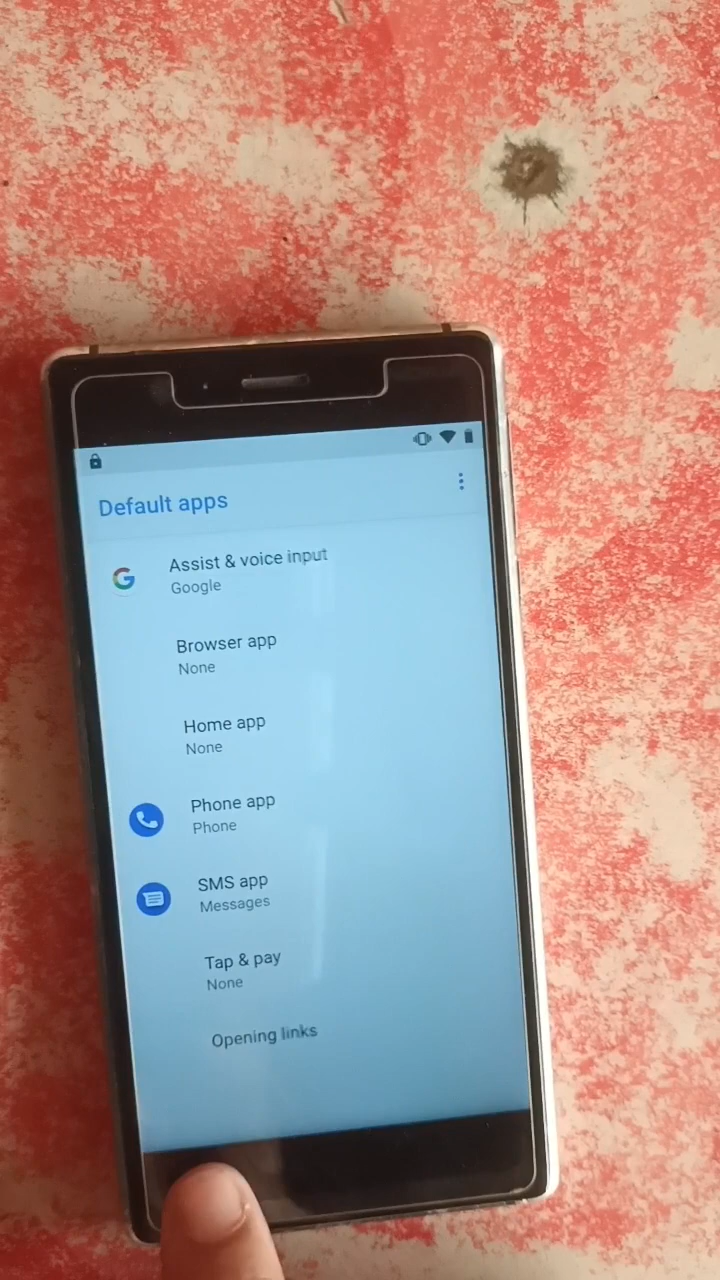 Default apps
Assist & voice input
Google
Browser app
None
Home app
None
Phone app
Phone
SMS app
Messages
Tap & pay
None
Opening links